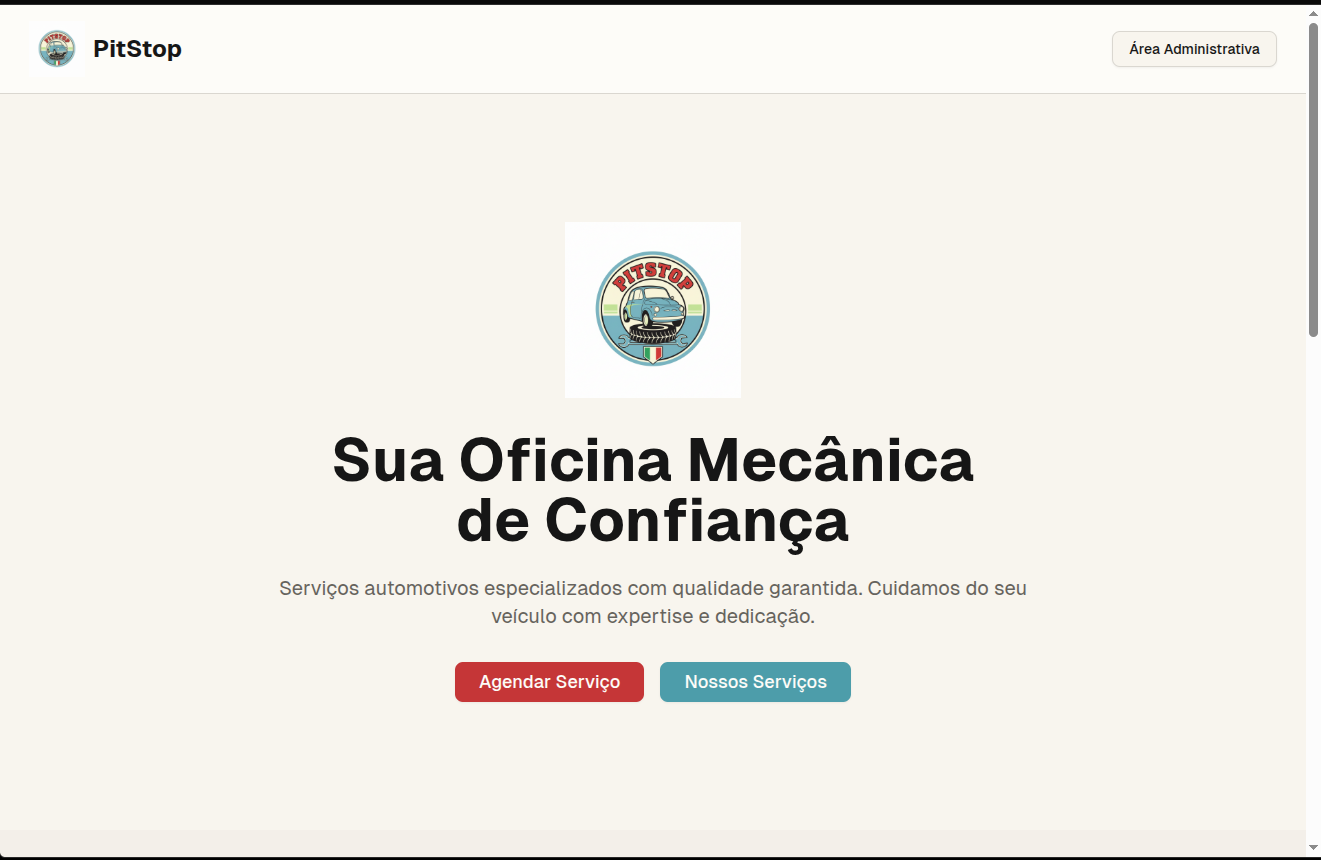 PITSTOP
PitStop
Área Administrativa
PITSTOP
Sua Oficina Mecânica
de Confiança
Serviços automotivos especializados com qualidade garantida. Cuidamos do seu
veículo com expertise e dedicação.
Agendar Serviço
Nossos Serviços